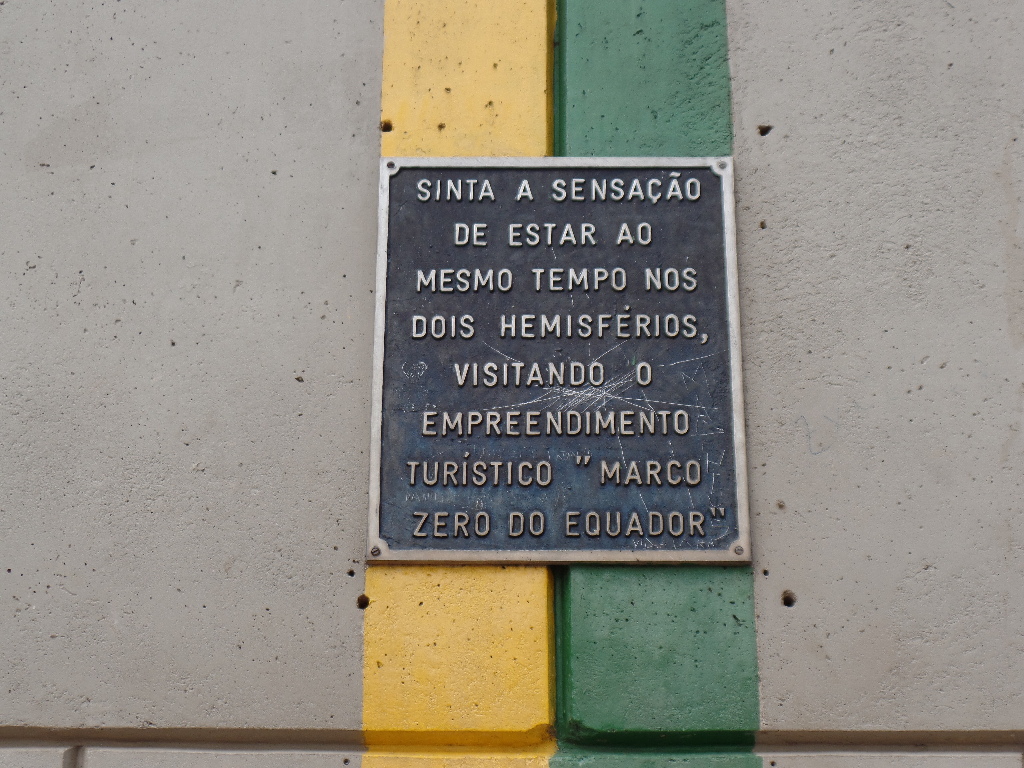 SINTA A SENSAÇÃO
DE ESTAR AO
MESMO TEMPO NOS
DOIS HEMISFÉRIOS,
VISITANDO O
EMPREENDIMENTO
TURÍSTICO "MARCO
ZERO DO EQUADOR"